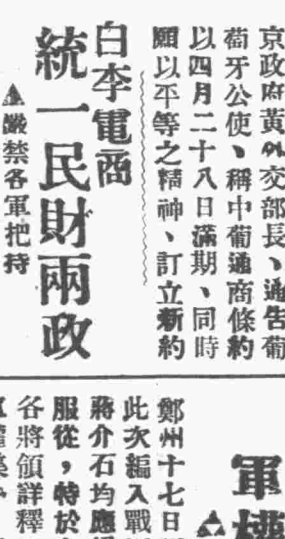 京政府黃外交部長、通告葡
萄牙公使、稱中葡通商條約
以四月二十八日滿期、同時
願以平等之精神、訂立新約
白李電商
統一民財兩政
▲嚴禁各軍把持
軍
鄭州十七日
此次編入戰
蔣介石均應
服從，特於
各將領詳釋